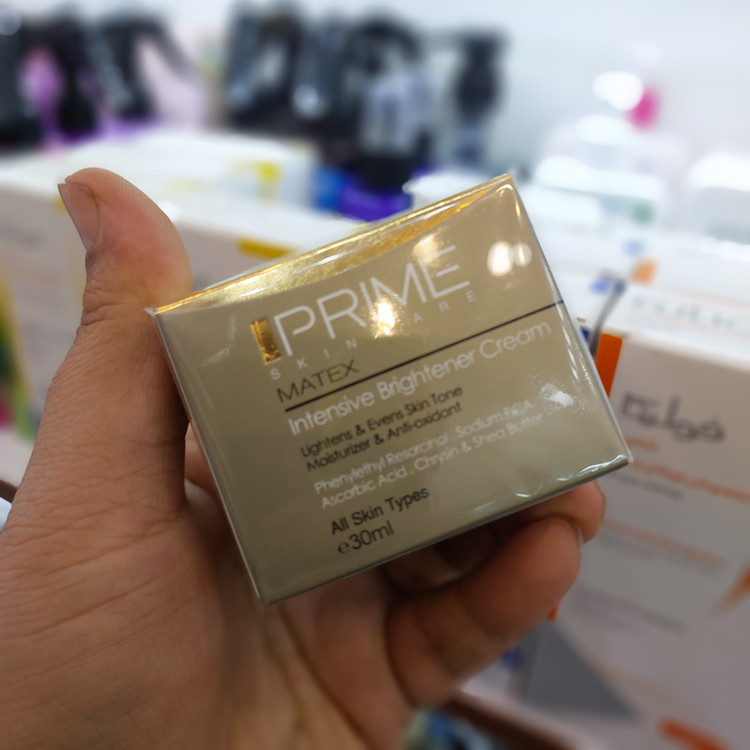 PRIME
SKIN CARE
MATEX
Intensive Brightener Cream
Lightens & Evens Skin Tone
Moisturizer & Anti-oxidant
Phenylethyl Resorcinol . Sodium PCA
Ascorbic Acid . Chrysin & Shea Butter
All Skin Types
℮30ml